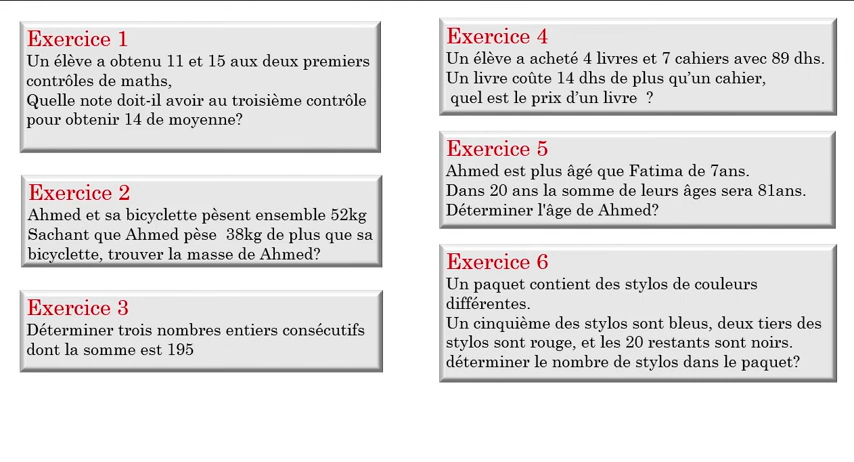 Exercice 1
Un élève a obtenu 11 et 15 aux deux premiers
contrôles de maths,
Quelle note doit-il avoir au troisième contrôle
pour obtenir 14 de moyenne?
Exercice 2
Ahmed et sa bicyclette pèsent ensemble 52kg
Sachant que Ahmed pèse 38kg de plus que sa
bicyclette, trouver la masse de Ahmed?
Exercice 3
Déterminer trois nombres entiers consécutifs
dont la somme est 195
Exercice 4
Un élève a acheté 4 livres et 7 cahiers avec 89 dhs.
Un livre coûte 14 dhs de plus qu’un cahier,
quel est le prix d’un livre ?
Exercice 5
Ahmed est plus âgé que Fatima de 7ans.
Dans 20 ans la somme de leurs âges sera 81ans.
Déterminer l'âge de Ahmed?
Exercice 6
Un paquet contient des stylos de couleurs
différentes.
Un cinquième des stylos sont bleus, deux tiers des
stylos sont rouge, et les 20 restants sont noirs.
déterminer le nombre de stylos dans le paquet?